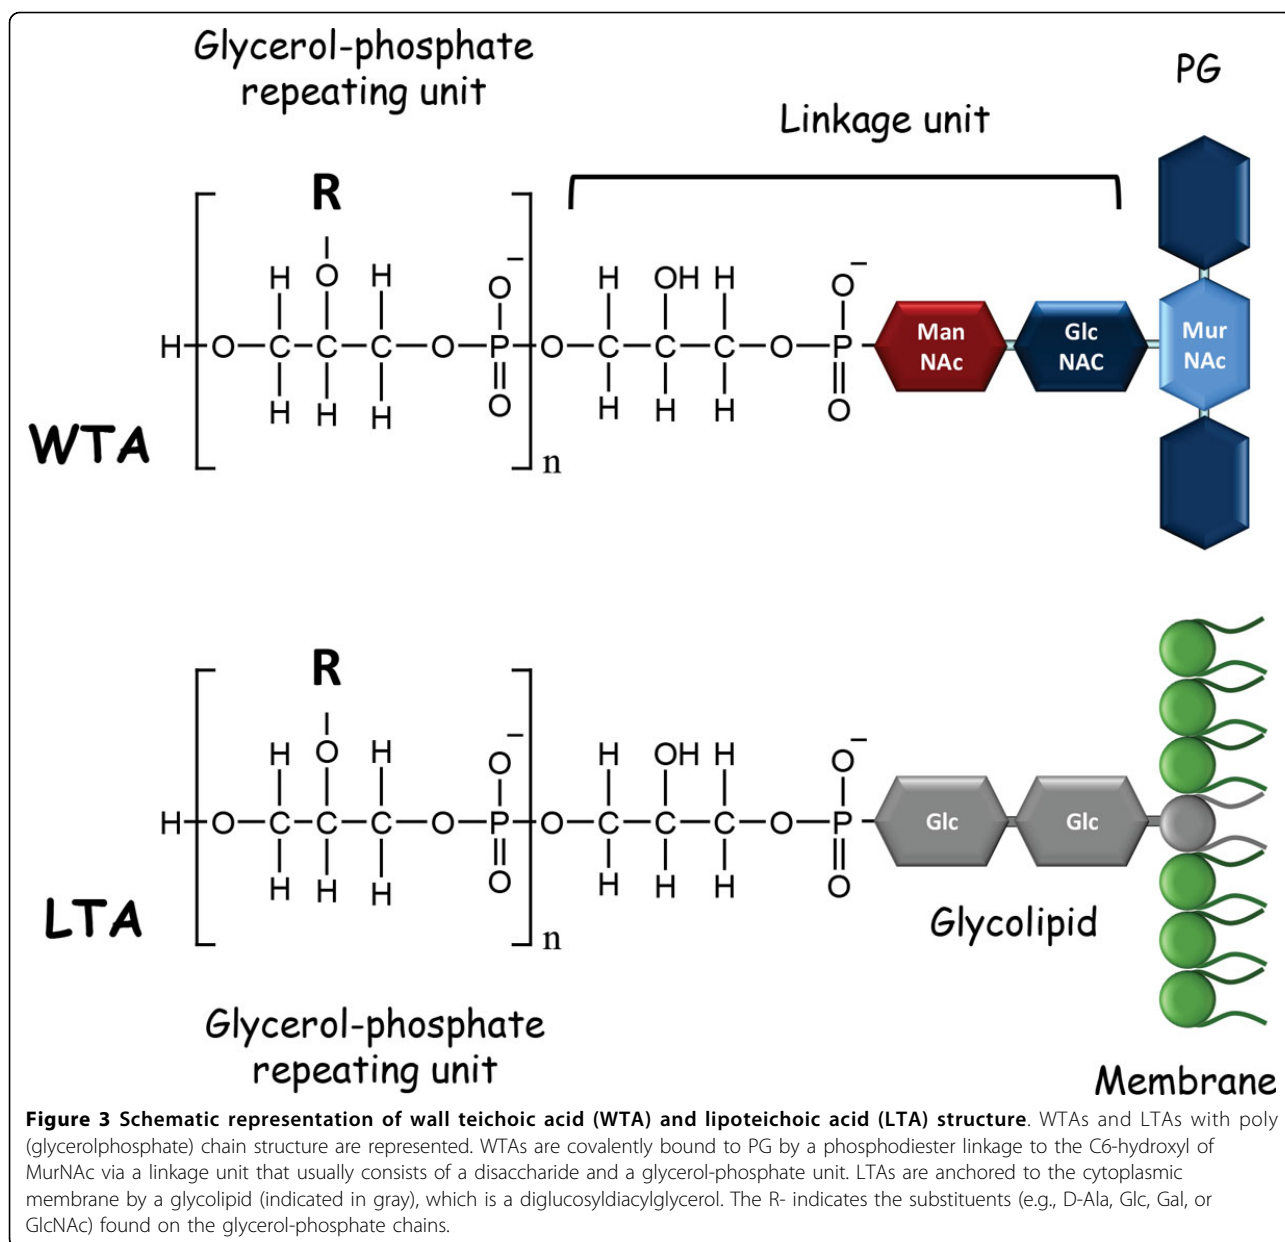 Glycerol-phosphate
repeating unit
PG
Linkage unit
R
H O H O⁻ H OH H O⁻
H–O–C–C–C–O–P–O–C–C–C–O–P– Man NAc Glc NAC Mur NAc
H H H O H H H O
WTA
n
R
H O H O⁻ H OH H O⁻
H–O–C–C–C–O–P–O–C–C–C–O–P– Glc Glc
H H H O H H H O
LTA
n
Glycolipid
Glycerol-phosphate
repeating unit
Membrane
Figure 3 Schematic representation of wall teichoic acid (WTA) and lipoteichoic acid (LTA) structure. WTAs and LTAs with poly
(glycerolphosphate) chain structure are represented. WTAs are covalently bound to PG by a phosphodiester linkage to the C6-hydroxyl of
MurNAc via a linkage unit that usually consists of a disaccharide and a glycerol-phosphate unit. LTAs are anchored to the cytoplasmic
membrane by a glycolipid (indicated in gray), which is a diglucosyldiacylglycerol. The R- indicates the substituents (e.g., D-Ala, Glc, Gal, or
GlcNAc) found on the glycerol-phosphate chains.